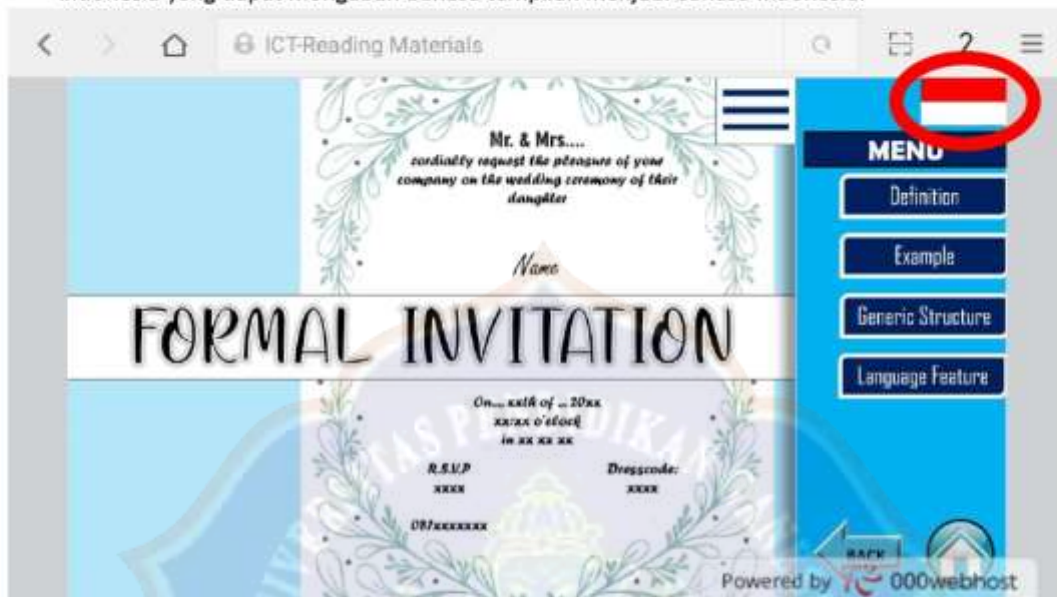 ICT-Reading Materials
?
Mr. & Mrs....
cordially request the pleasure of your
company on the wedding ceremony of their
daughter
Name
FORMAL INVITATION
On.... xxth of ... 20xx
xx:xx o'clock
in xx xx xx
R.S.V.P
xxxx
Dresscode:
xxxx
081xxxxxxx
MENU
Definition
Example
Generic Structure
Language Feature
BACK
Powered by 000webhost